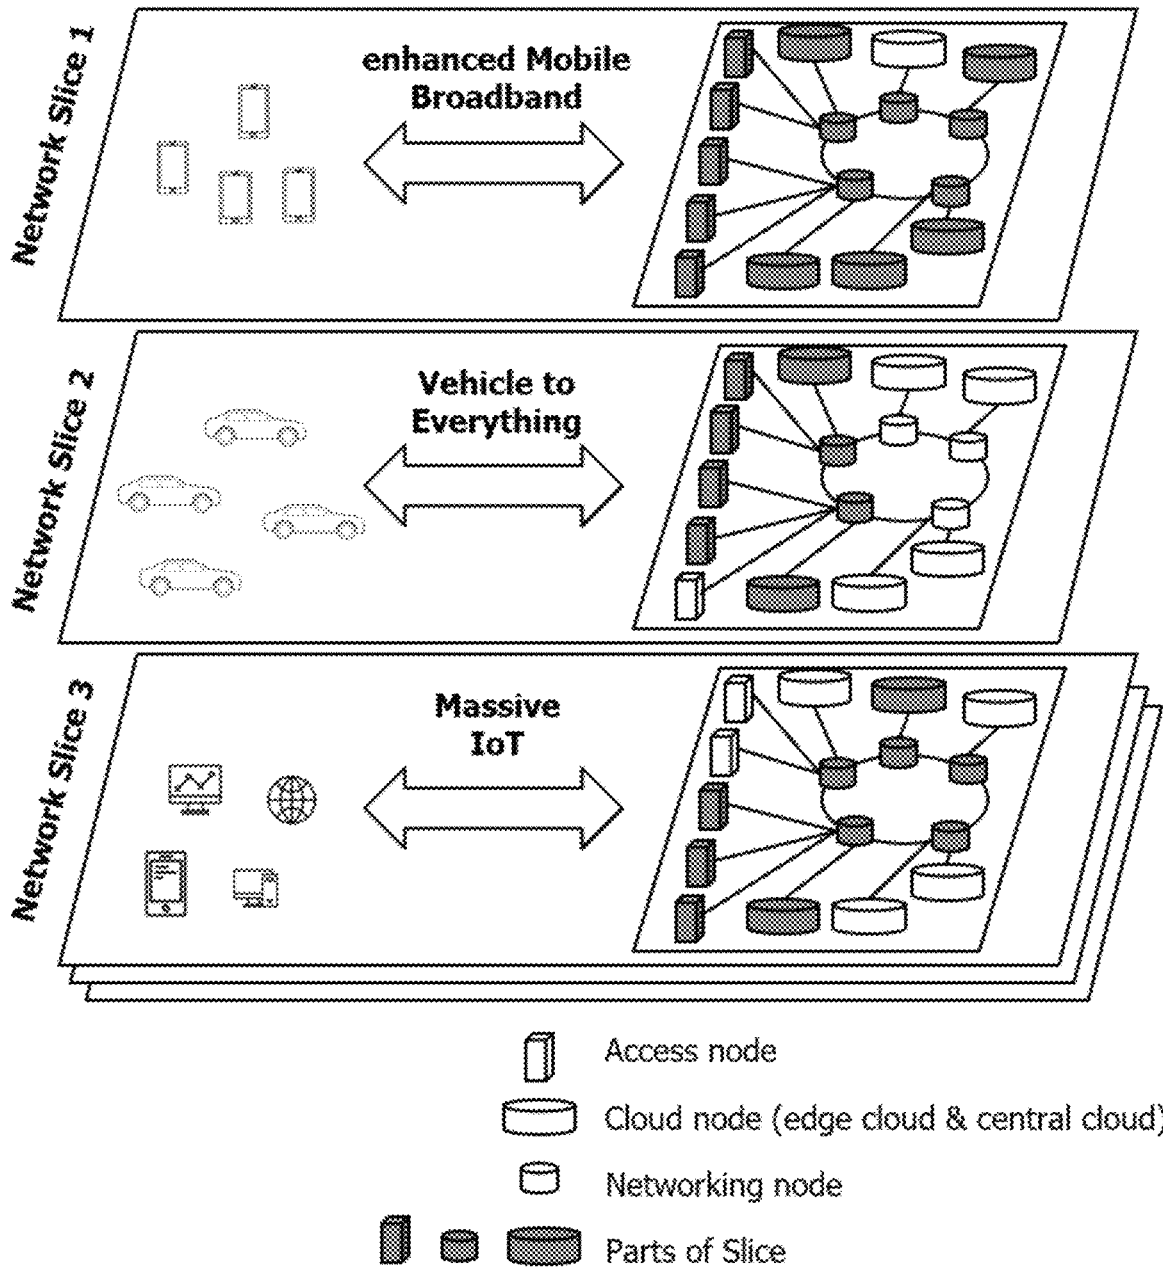 Network Slice 1
enhanced Mobile
Broadband
Network Slice 2
Vehicle to
Everything
Network Slice 3
Massive
IoT
Access node
Cloud node (edge cloud & central cloud)
Networking node
Parts of Slice